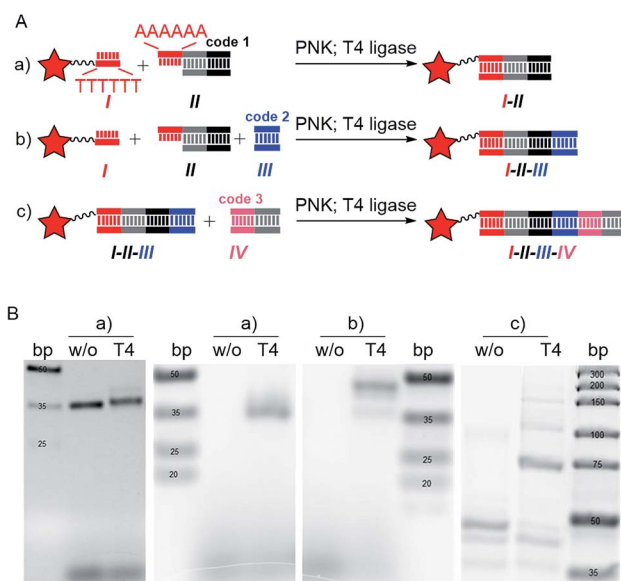 A
AAAAAA
code 1
a)
+
PNK; T4 ligase
TTTTTT
I
II
I-II
code 2
b)
+
+
PNK; T4 ligase
I
II
III
I-II-III
code 3
c)
+
PNK; T4 ligase
I-II-III
IV
I-II-III-IV
B
a) a) b) c)
bp w/o T4 bp w/o T4 w/o T4 bp w/o T4 bp
50
35
25
50
35
25
20
50
35
25
20
300
200
150
100
75
50
35